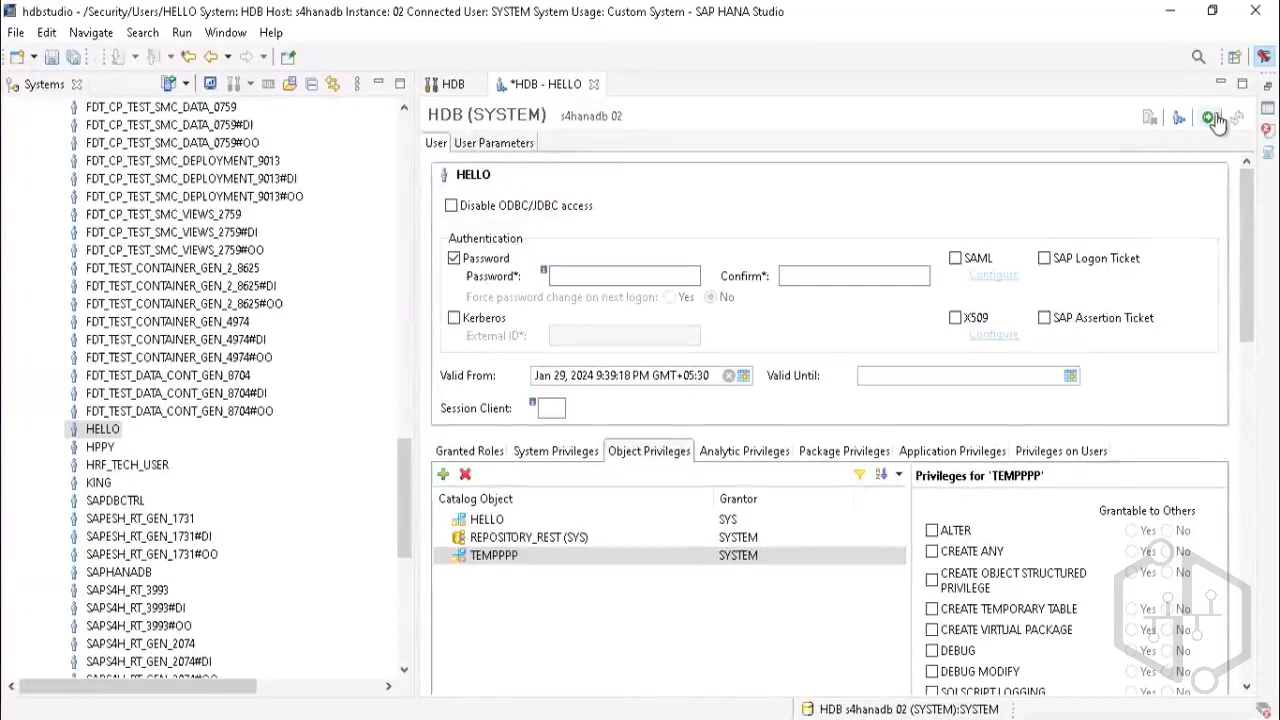 hdbstudio - /Security/Users/HELLO System: HDB Host: s4hanadb Instance: 02 Connected User: SYSTEM System Usage: Custom System - SAP HANA Studio
File Edit Navigate Search Run Window Help
Systems
FDT_CP_TEST_SMC_DATA_0759
FDT_CP_TEST_SMC_DATA_0759#DI
FDT_CP_TEST_SMC_DATA_0759#OO
FDT_CP_TEST_SMC_DEPLOYMENT_9013
FDT_CP_TEST_SMC_DEPLOYMENT_9013#DI
FDT_CP_TEST_SMC_DEPLOYMENT_9013#OO
FDT_CP_TEST_SMC_VIEWS_2759
FDT_CP_TEST_SMC_VIEWS_2759#DI
FDT_CP_TEST_SMC_VIEWS_2759#OO
FDT_TEST_CONTAINER_GEN_2_8625
FDT_TEST_CONTAINER_GEN_2_8625#DI
FDT_TEST_CONTAINER_GEN_2_8625#OO
FDT_TEST_CONTAINER_GEN_4974
FDT_TEST_CONTAINER_GEN_4974#DI
FDT_TEST_CONTAINER_GEN_4974#OO
FDT_TEST_DATA_CONT_GEN_8704
FDT_TEST_DATA_CONT_GEN_8704#DI
FDT_TEST_DATA_CONT_GEN_8704#OO
HELLO
HPPY
HRF_TECH_USER
KING
SAPDBCTRL
SAPESH_RT_GEN_1731
SAPESH_RT_GEN_1731#DI
SAPESH_RT_GEN_1731#OO
SAPHANADB
SAPS4H_RT_3993
SAPS4H_RT_3993#DI
SAPS4H_RT_3993#OO
SAPS4H_RT_GEN_2074
SAPS4H_RT_GEN_2074#DI
SAPS4H_RT_GEN_2074#OO
HDB *HDB - HELLO
HDB (SYSTEM) s4hanadb 02
User User Parameters
HELLO
Disable ODBC/JDBC access
Authentication
Password SAML SAP Logon Ticket
Password*: Confirm*: Configure
Force password change on next logon: Yes No
Kerberos X509 SAP Assertion Ticket
External ID*: Configure
Valid From: Jan 29, 2024 9:39:18 PM GMT+05:30 Valid Until:
Session Client:
Granted Roles System Privileges Object Privileges Analytic Privileges Package Privileges Application Privileges Privileges on Users
Catalog Object Grantor
HELLO SYS
REPOSITORY_REST (SYS) SYSTEM
TEMPPPP SYSTEM
Privileges for 'TEMPPPP'
Grantable to Others
ALTER Yes No
CREATE ANY Yes No
CREATE OBJECT STRUCTURED
PRIVILEGE Yes No
CREATE TEMPORARY TABLE Yes No
CREATE VIRTUAL PACKAGE Yes No
DEBUG Yes No
DEBUG MODIFY Yes No
SQLSCRIPT LOGGING Yes No
HDB s4hanadb 02 (SYSTEM):SYSTEM